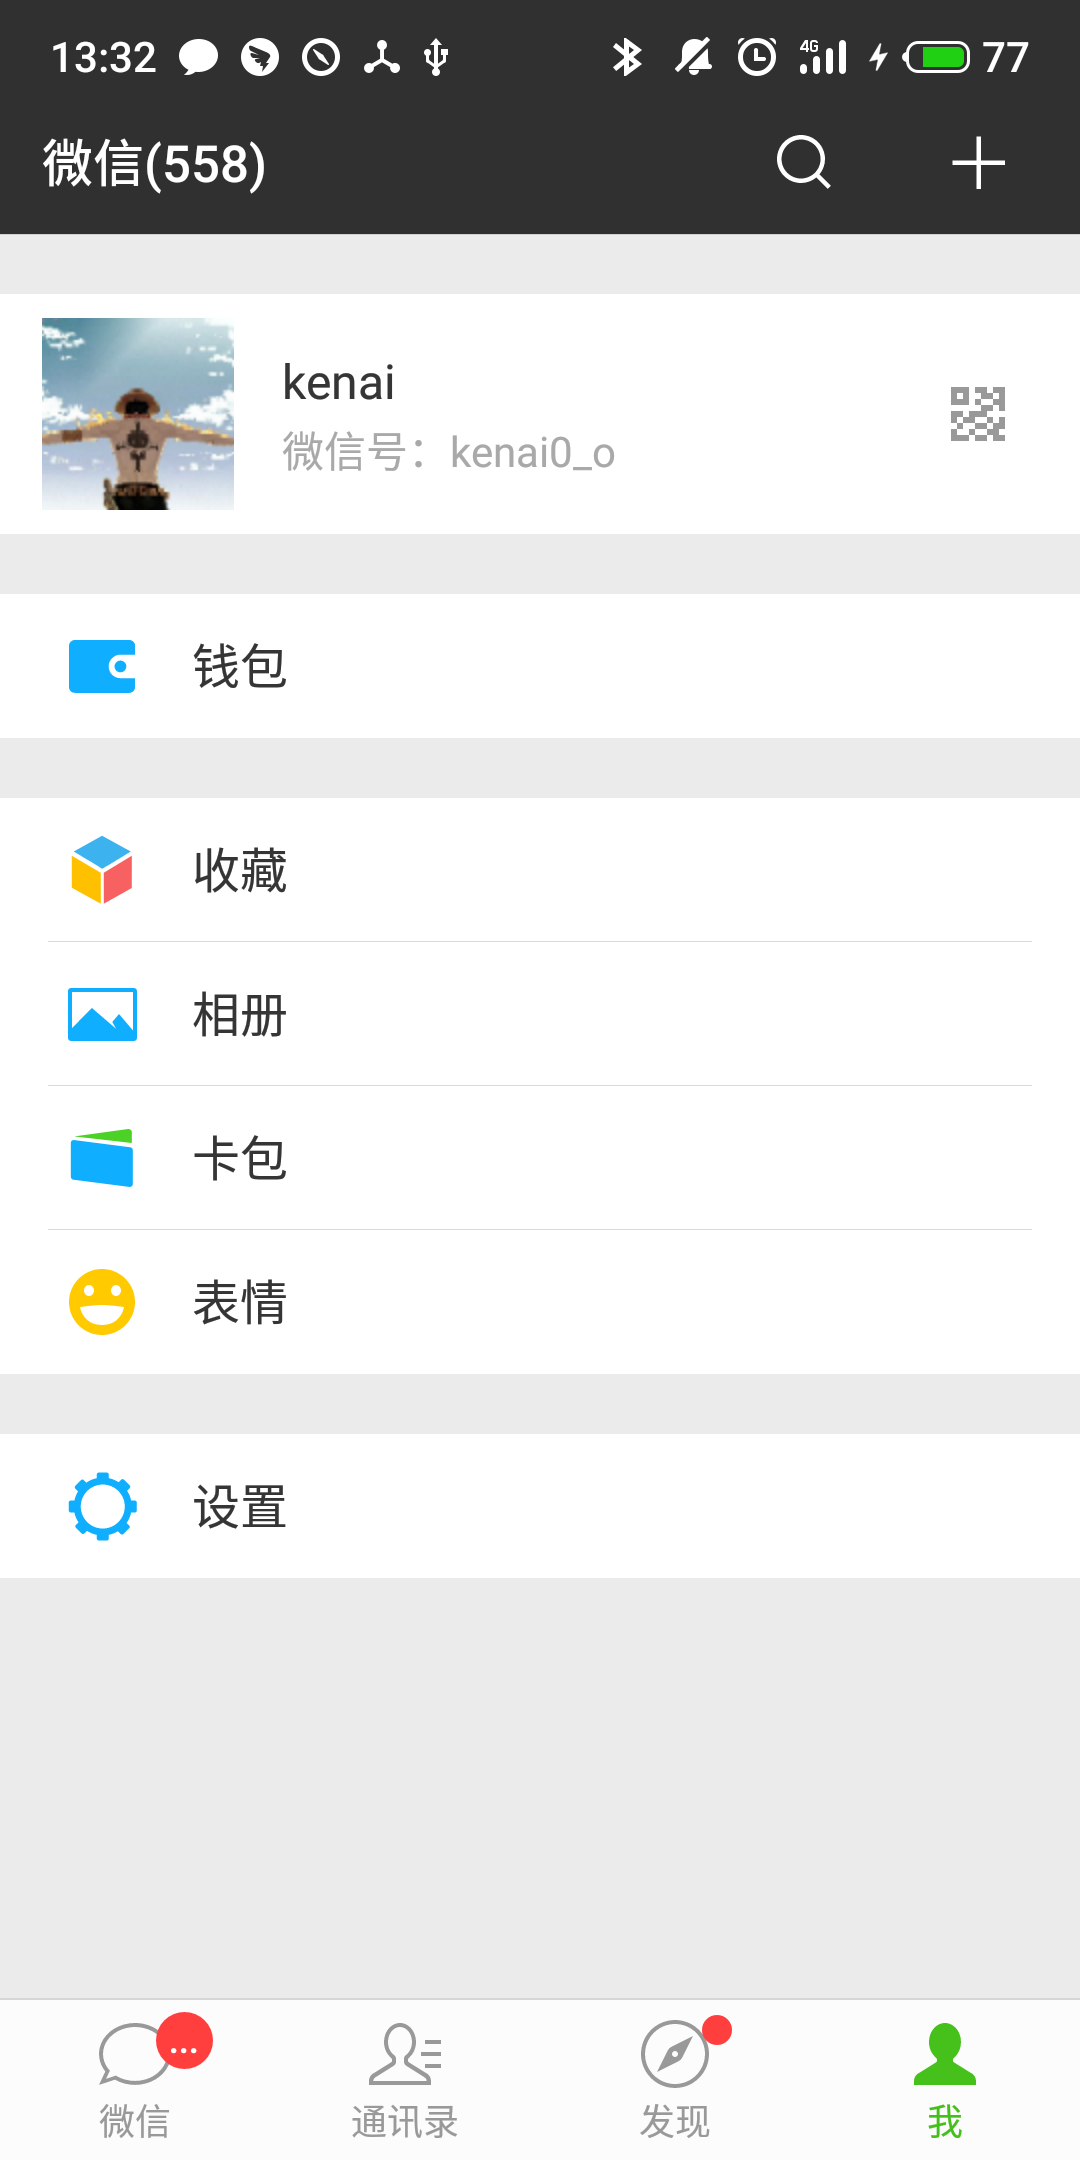 13:32 4G 77
微信(558)
kenai
微信号：kenai0_o
钱包
收藏
相册
卡包
表情
设置
微信 通讯录 发现 我